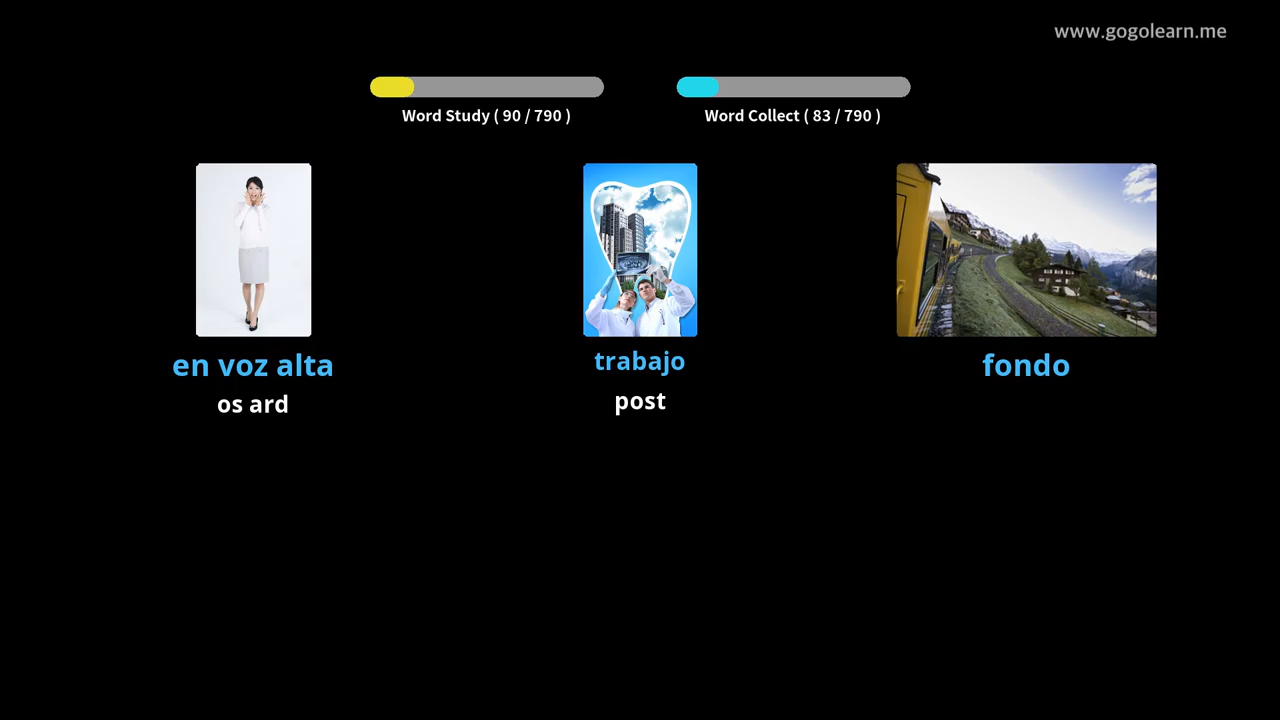 www.gogolearn.me
Word Study ( 90 / 790 )
Word Collect ( 83 / 790 )
en voz alta
os ard
trabajo
post
fondo